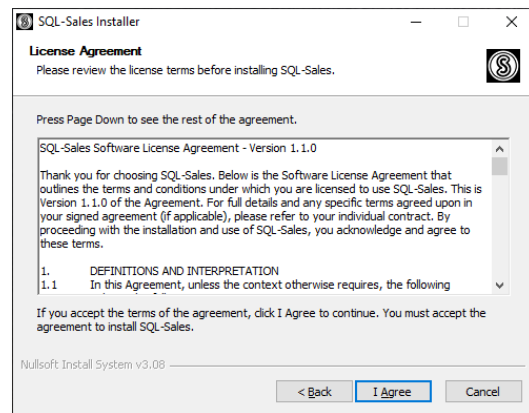 SQL-Sales Installer
License Agreement
Please review the license terms before installing SQL-Sales.
Press Page Down to see the rest of the agreement.
SQL-Sales Software License Agreement - Version 1.1.0
Thank you for choosing SQL-Sales. Below is the Software License Agreement that
outlines the terms and conditions under which you are licensed to use SQL-Sales. This is
Version 1.1.0 of the Agreement. For full details and any specific terms agreed upon in
your signed agreement (if applicable), please refer to your individual contract. By
proceeding with the installation and use of SQL-Sales, you acknowledge and agree to
these terms.
1. DEFINITIONS AND INTERPRETATION
1.1 In this Agreement, unless the context otherwise requires, the following
If you accept the terms of the agreement, click I Agree to continue. You must accept the
agreement to install SQL-Sales.
Nullsoft Install System v3.08
< Back I Agree Cancel